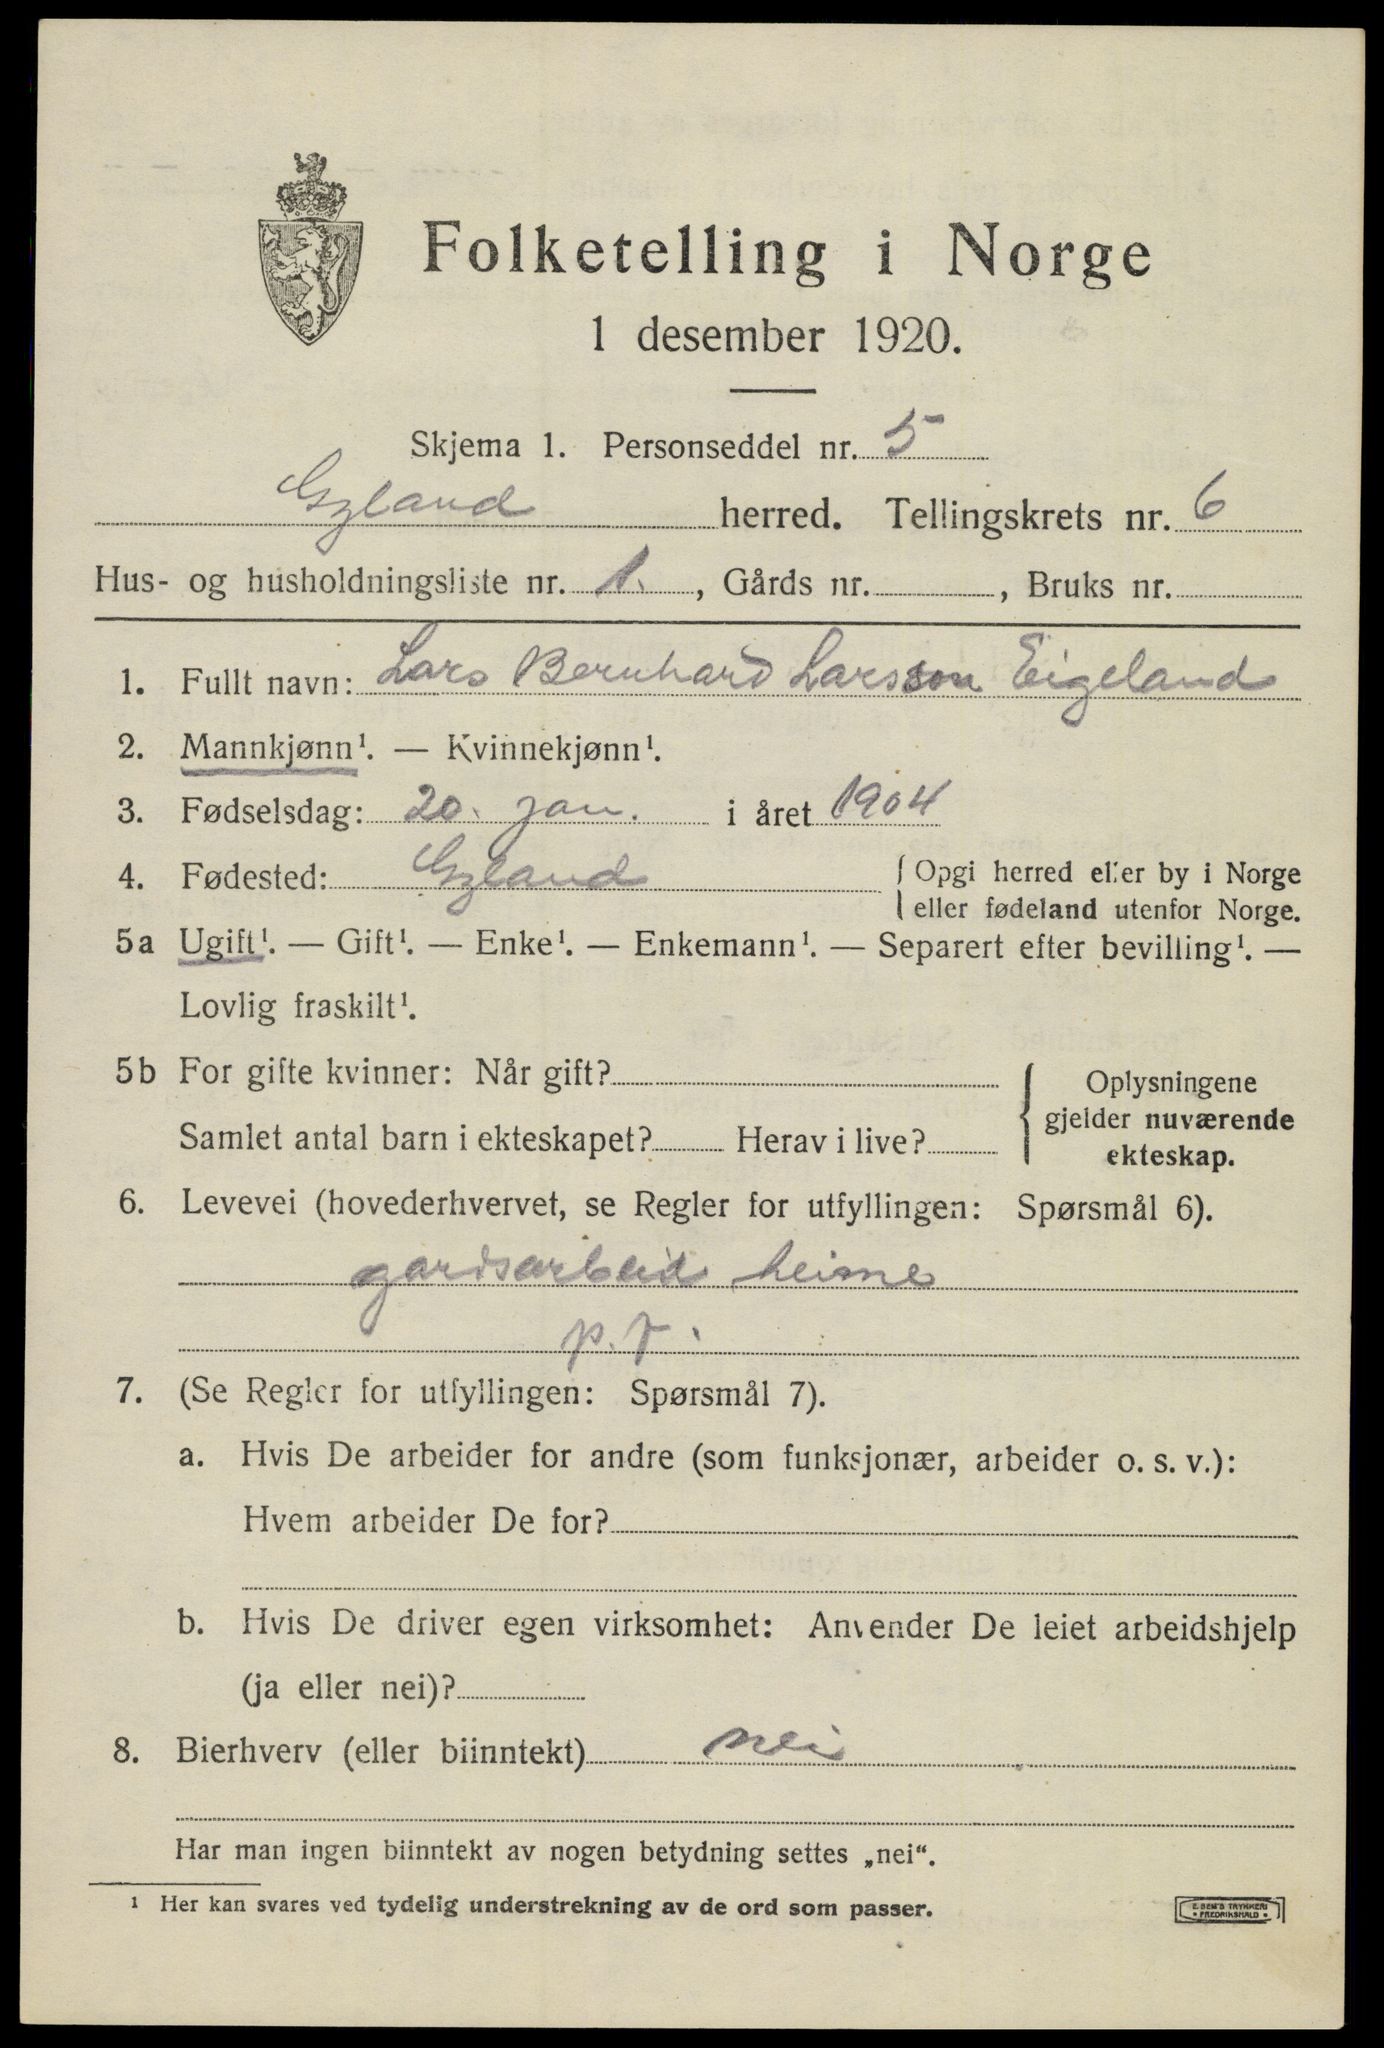 Folketelling i Norge
1 desember 1920.
Skjema 1. Personseddel nr. 5
Gyland herred. Tellingskrets nr. 6
Hus- og husholdningsliste nr. 1., Gårds nr. , Bruks nr.
1. Fullt navn: Lars Bernhard Larsson Eigeland
2. Mannkjønn¹. — Kvinnekjønn¹.
3. Fødselsdag: 20. jan. i året 1904
4. Fødested: Gyland { Opgi herred eller by i Norge
eller fødeland utenfor Norge.
5a Ugift¹. — Gift¹. — Enke¹. — Enkemann¹. — Separert efter bevilling¹. —
Lovlig fraskilt¹.
5b For gifte kvinner: Når gift? { Oplysningene
gjelder nuværende
Samlet antal barn i ekteskapet? Herav i live?
ekteskap.
6. Levevei (hovederhvervet, se Regler for utfyllingen: Spørsmål 6).
gardsarbeid heime
p. t.
7. (Se Regler for utfyllingen: Spørsmål 7).
a. Hvis De arbeider for andre (som funksjonær, arbeider o. s. v.):
Hvem arbeider De for?
b. Hvis De driver egen virksomhet: Anvender De leiet arbeidshjelp
(ja eller nei)?
8. Bierhverv (eller biinntekt) nei
Har man ingen biinntekt av nogen betydning settes „nei“.
¹ Her kan svares ved tydelig understrekning av de ord som passer.
E. SEM'S TRYKKERI
• FREDRIKSHALD •